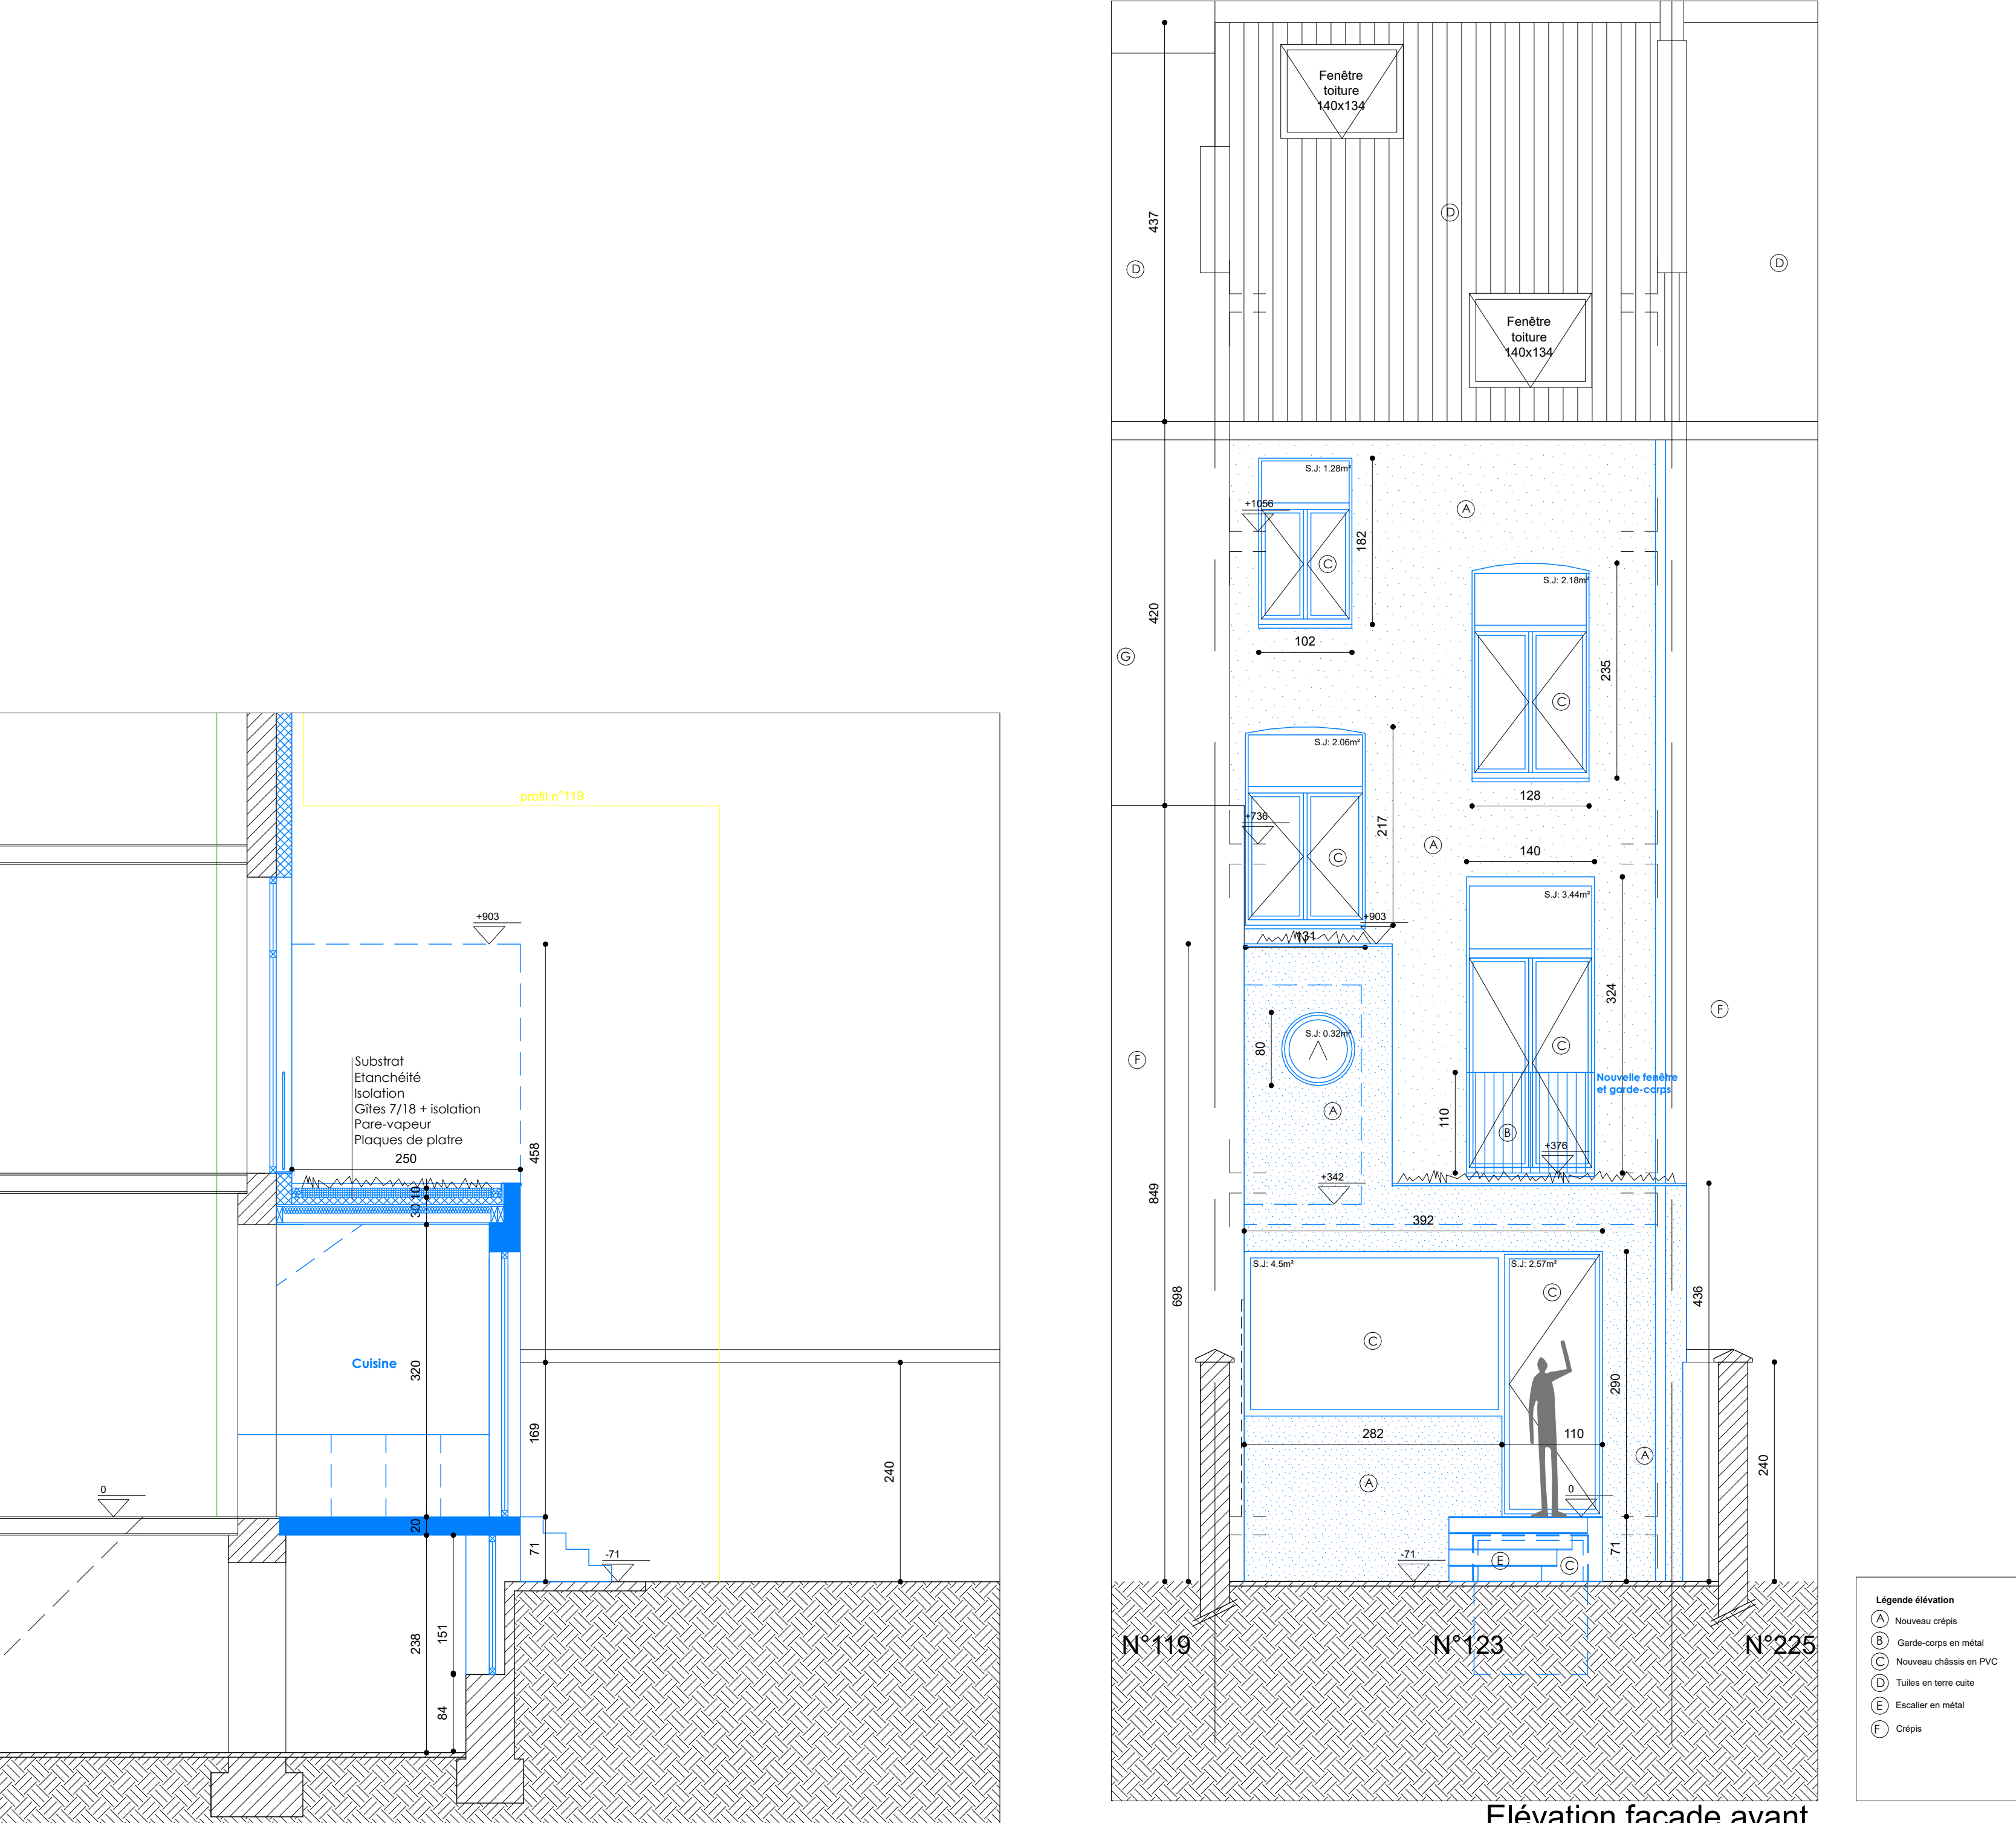 profil n°119
+903
Substrat
Etanchéité
Isolation
Gîtes 7/18 + isolation
Pare-vapeur
Plaques de platre
250
458
10
30
Cuisine
320
169
240
0
20
71
-71
238
151
84
Fenêtre
toiture
140x134
437
D
D
D
Fenêtre
toiture
140x134
S.J: 1.28m²
+1056
A
182
C
S.J: 2.18m²
420
102
G
235
C
S.J: 2.06m²
128
+736
217
A
140
C
S.J: 3.44m²
+903
131
324
F
S.J: 0.32m²
80
C
F
Nouvelle fenêtre
et garde-corps
A
110
B
+376
+342
849
392
S.J: 4.5m²
S.J: 2.57m²
698
C
436
C
290
282
110
A
A
240
0
71
-71
E
C
N°119
N°123
N°225
Elévation façade avant
Légende élévation
A Nouveau crépis
B Garde-corps en métal
C Nouveau châssis en PVC
D Tuiles en terre cuite
E Escalier en métal
F Crépis